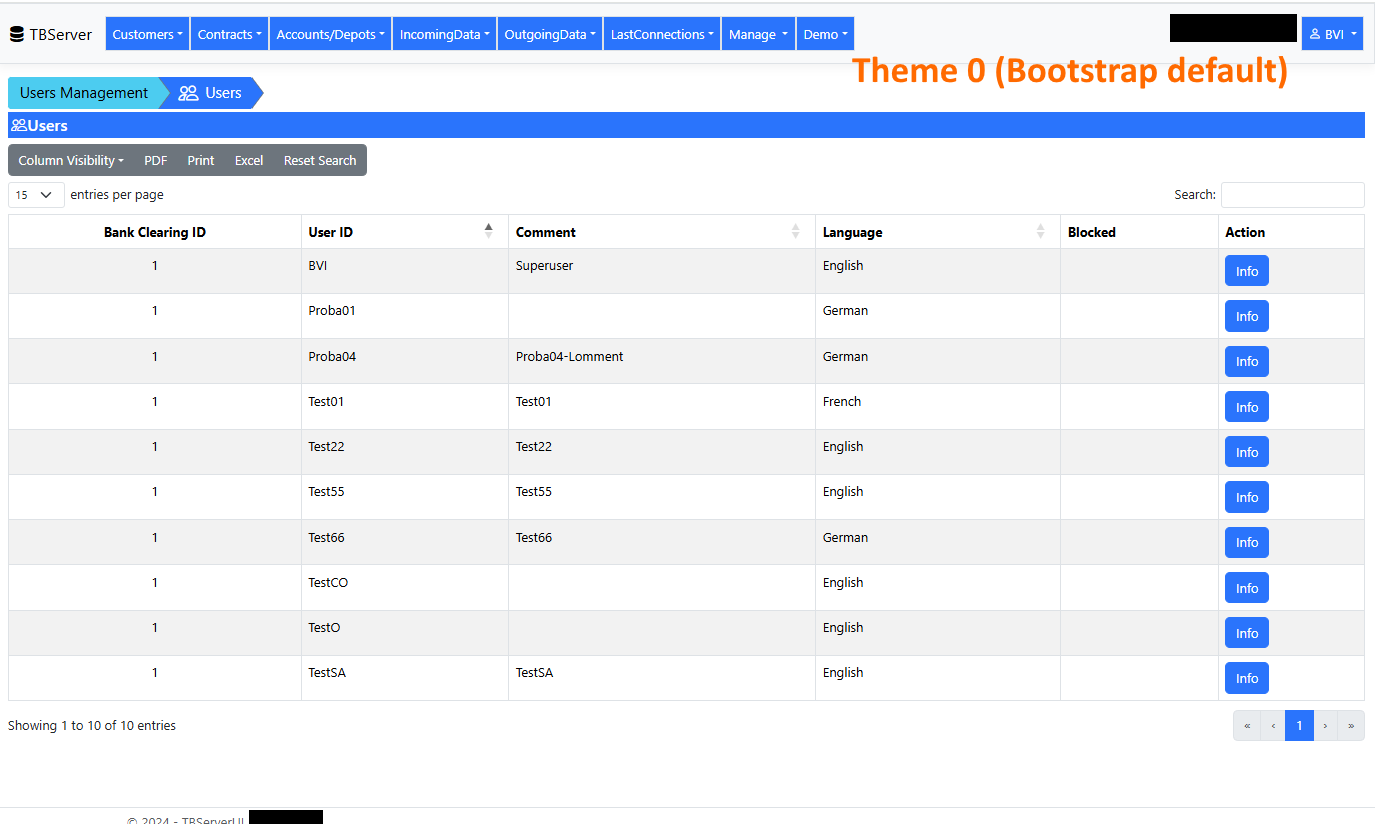 TBServer Customers Contracts Accounts/Depots IncomingData OutgoingData LastConnections Manage Demo BVI
Theme 0 (Bootstrap default)
Users Management Users
Users
Column Visibility PDF Print Excel Reset Search
15 entries per page Search:
Bank Clearing ID User ID Comment Language Blocked Action
1 BVI Superuser English Info
1 Proba01 German Info
1 Proba04 Proba04-Lomment German Info
1 Test01 Test01 French Info
1 Test22 Test22 English Info
1 Test55 Test55 English Info
1 Test66 Test66 German Info
1 TestCO English Info
1 TestO English Info
1 TestSA TestSA English Info
Showing 1 to 10 of 10 entries « ‹ 1 › »
© 2024 - TBServerUI